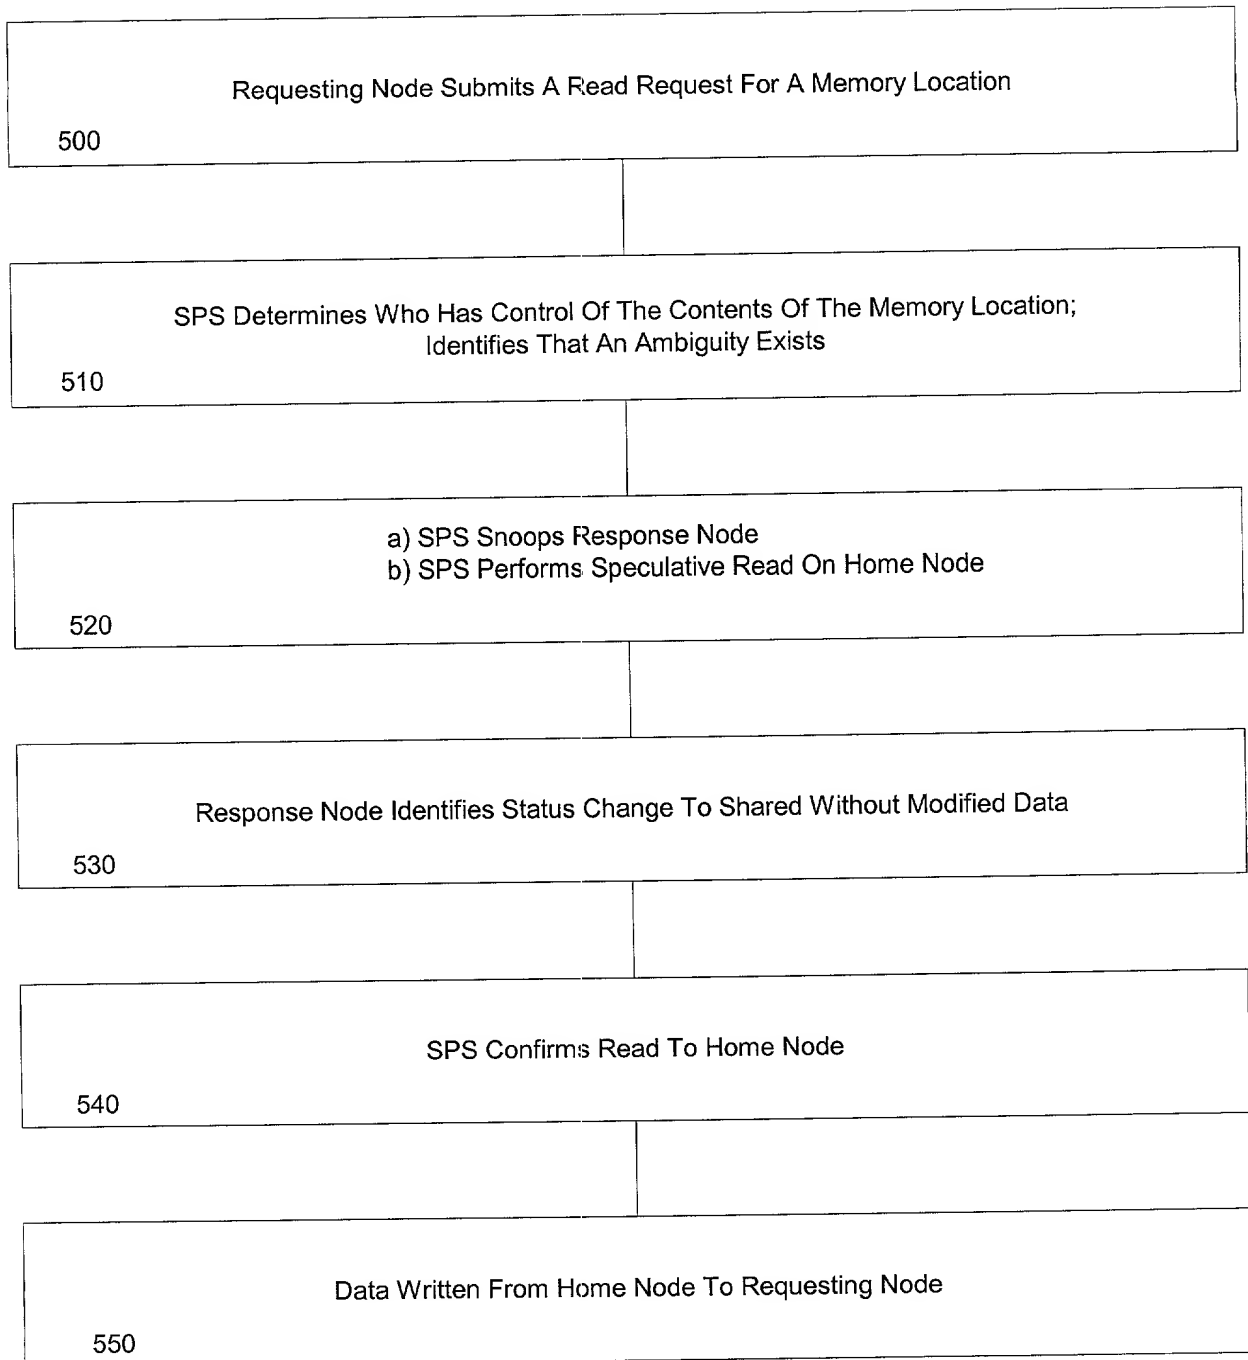 Requesting Node Submits A Read Request For A Memory Location
500
SPS Determines Who Has Control Of The Contents Of The Memory Location;
Identifies That An Ambiguity Exists
510
a) SPS Snoops Response Node
b) SPS Performs Speculative Read On Home Node
520
Response Node Identifies Status Change To Shared Without Modified Data
530
SPS Confirms Read To Home Node
540
Data Written From Home Node To Requesting Node
550